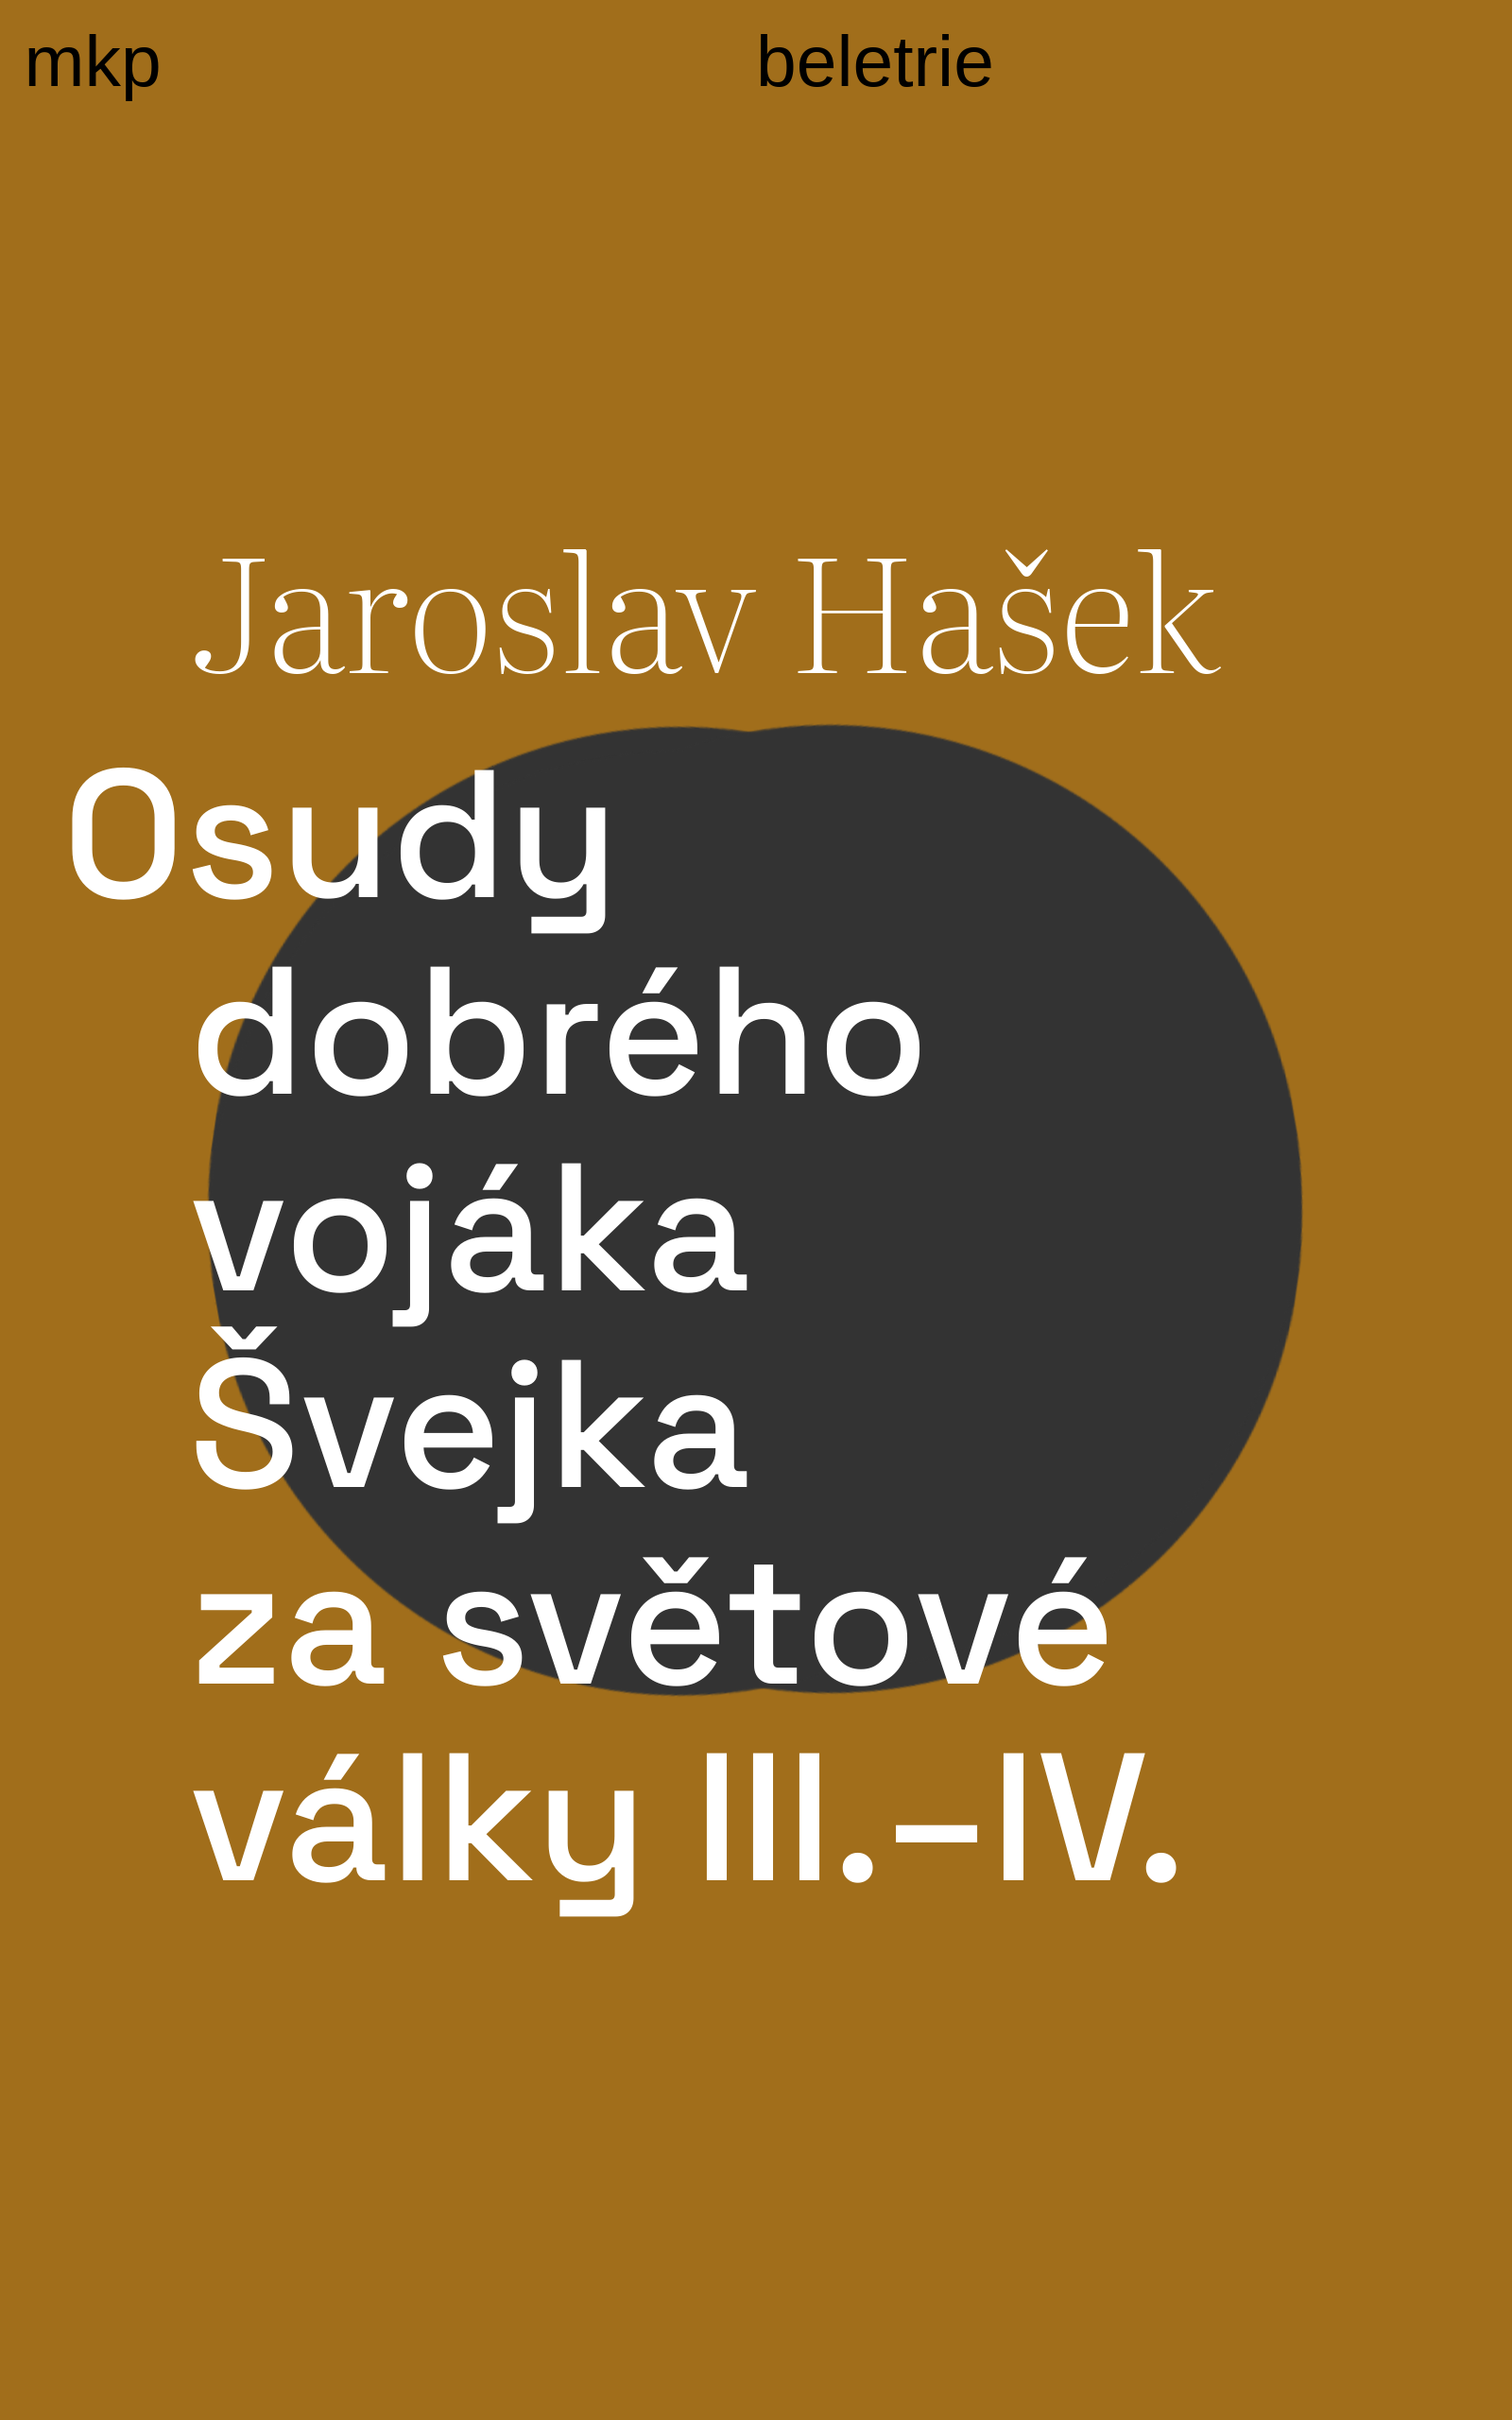 mkp beletrie
Jaroslav Hašek
Osudy
dobrého
vojáka
Švejka
za světové
války III.–IV.